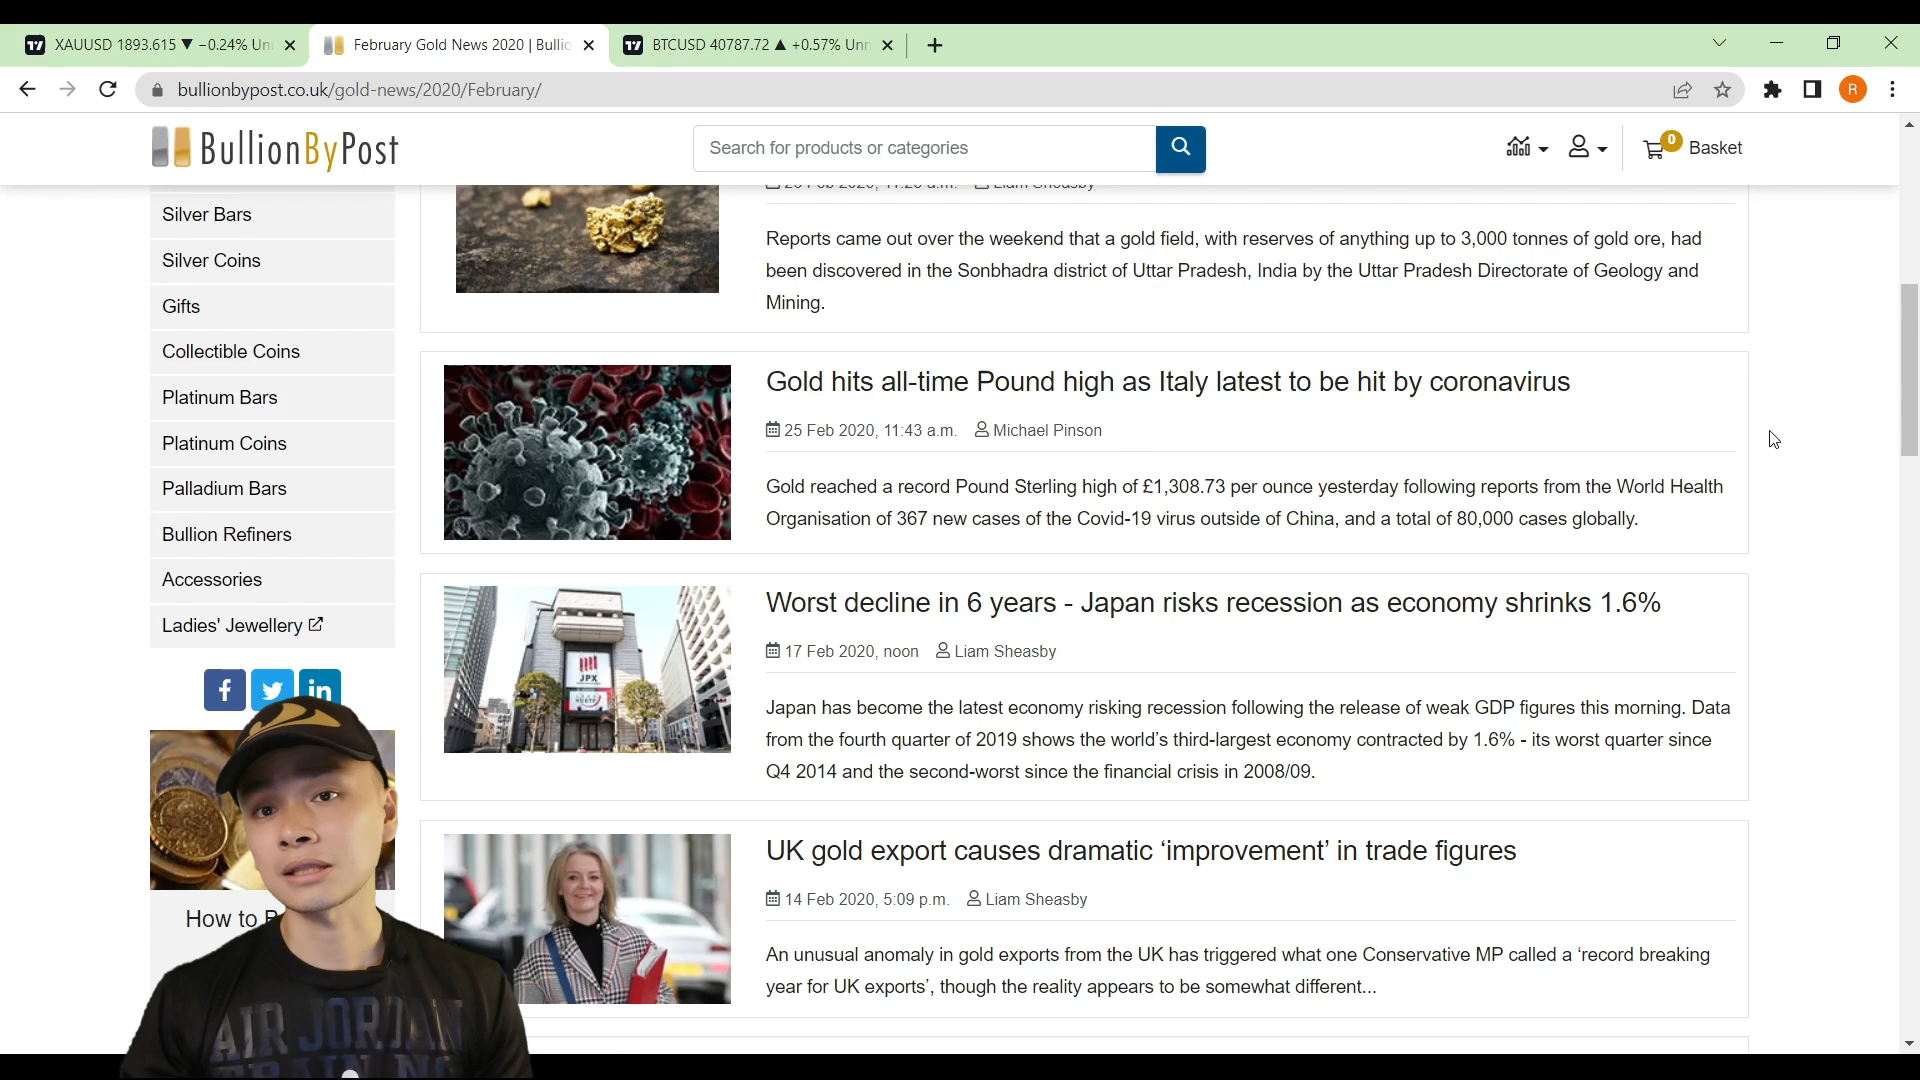 XAUUSD 1893.615 ▼ −0.24% Un
February Gold News 2020 | Bullio
BTCUSD 40787.72 ▲ +0.57% Unn
bullionbypost.co.uk/gold-news/2020/February/
R
BullionByPost
Search for products or categories
0
Basket
Silver Bars
Silver Coins
Gifts
Collectible Coins
Platinum Bars
Platinum Coins
Palladium Bars
Bullion Refiners
Accessories
Ladies' Jewellery
How to
Reports came out over the weekend that a gold field, with reserves of anything up to 3,000 tonnes of gold ore, had
been discovered in the Sonbhadra district of Uttar Pradesh, India by the Uttar Pradesh Directorate of Geology and
Mining.
Gold hits all-time Pound high as Italy latest to be hit by coronavirus
25 Feb 2020, 11:43 a.m. Michael Pinson
Gold reached a record Pound Sterling high of £1,308.73 per ounce yesterday following reports from the World Health
Organisation of 367 new cases of the Covid-19 virus outside of China, and a total of 80,000 cases globally.
JPX
Worst decline in 6 years - Japan risks recession as economy shrinks 1.6%
17 Feb 2020, noon Liam Sheasby
Japan has become the latest economy risking recession following the release of weak GDP figures this morning. Data
from the fourth quarter of 2019 shows the world's third-largest economy contracted by 1.6% - its worst quarter since
Q4 2014 and the second-worst since the financial crisis in 2008/09.
UK gold export causes dramatic ‘improvement’ in trade figures
14 Feb 2020, 5:09 p.m. Liam Sheasby
An unusual anomaly in gold exports from the UK has triggered what one Conservative MP called a ‘record breaking
year for UK exports’, though the reality appears to be somewhat different...
AIR JORDAN